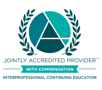 JOINTLY ACCREDITED PROVIDER™
WITH COMMENDATION
INTERPROFESSIONAL CONTINUING EDUCATION